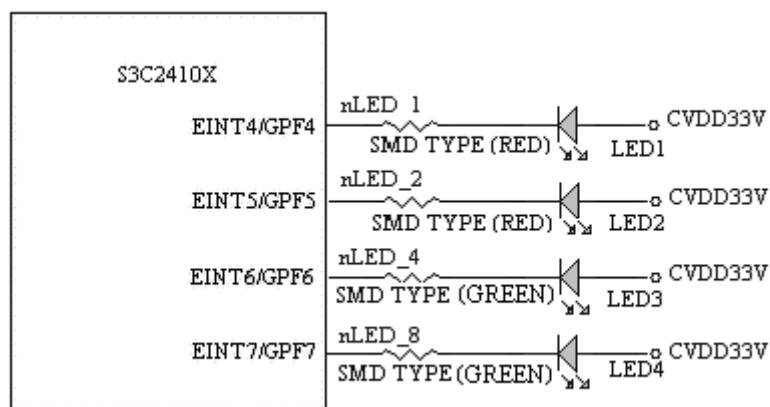 S3C2410X
nLED_1
EINT4/GPF4
CVDD33V
SMD TYPE (RED)
LED1
nLED_2
EINT5/GPF5
CVDD33V
SMD TYPE (RED)
LED2
nLED_4
EINT6/GPF6
CVDD33V
SMD TYPE (GREEN)
LED3
nLED_8
EINT7/GPF7
CVDD33V
SMD TYPE (GREEN)
LED4